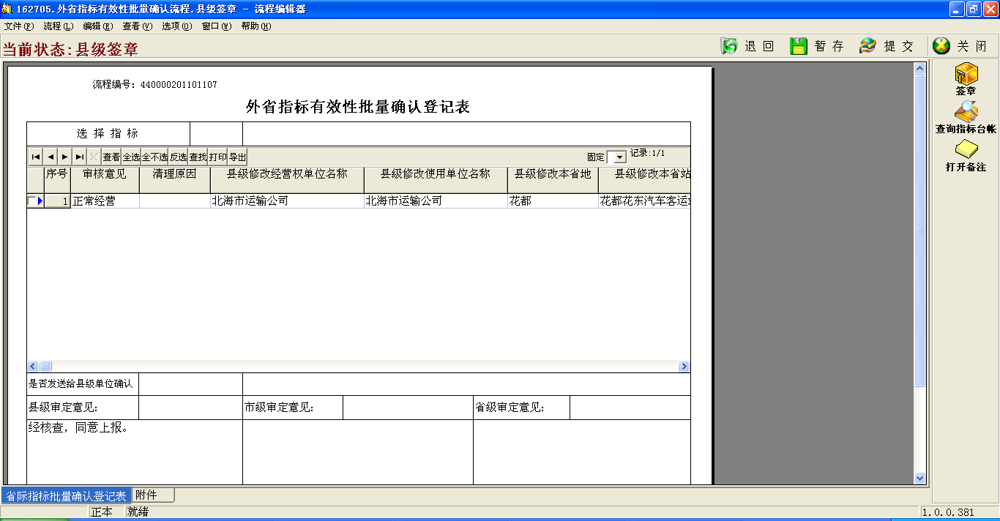 162705.外省指标有效性批量确认流程.县级签章 - 流程编辑器
文件(F) 流程(L) 编辑(E) 查看(V) 选项(O) 窗口(W) 帮助(H)
当前状态:县级签章
退回 暂存 提交 关闭
签章
查询指标台帐
打开备注
流程编号: 440000201101107
外省指标有效性批量确认登记表
选择指标
查看 全选 全不选 反选 查找 打印 导出 固定 记录:1/1
序号 审核意见 清理原因 县级修改经营权单位名称 县级修改使用单位名称 县级修改本省地 县级修改本省站
1 正常经营 北海市运输公司 北海市运输公司 花都 花都花东汽车客运
是否发送给县级单位确认
县级审定意见: 市级审定意见: 省级审定意见:
经核查，同意上报。
省际指标批量确认登记表 附件
正本 就绪 1.0.0.381